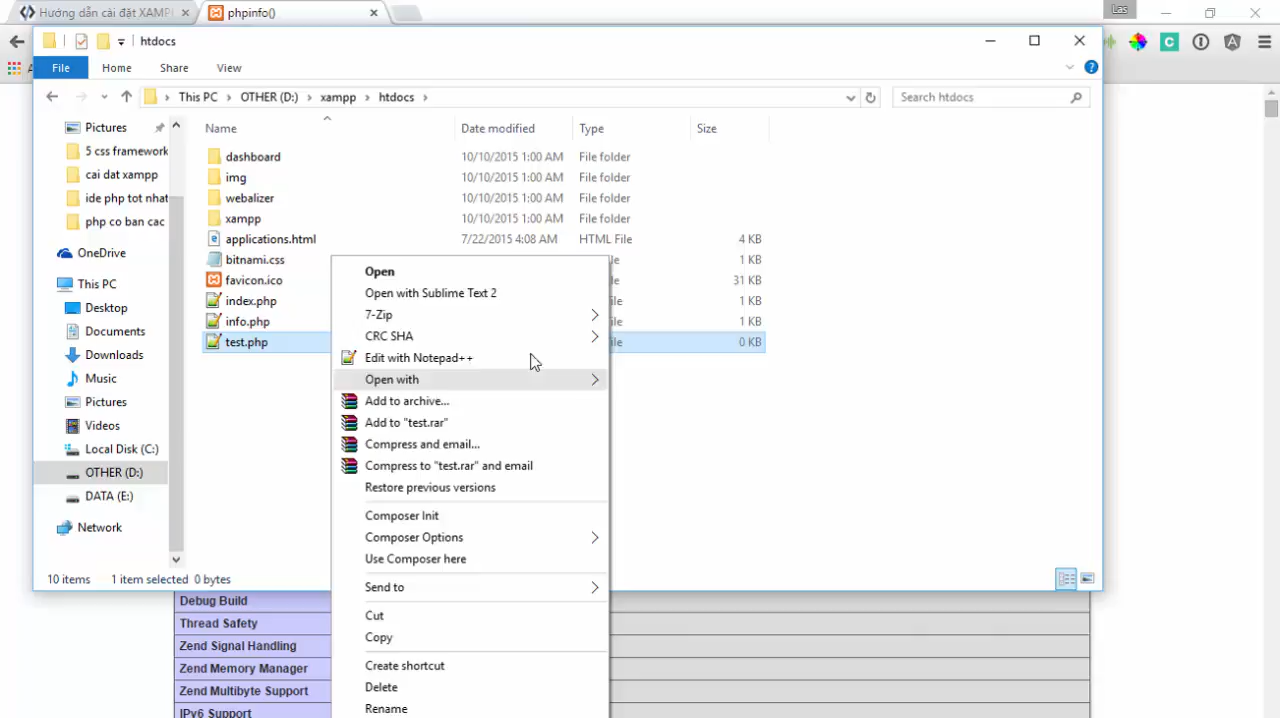 Hướng dẫn cài đặt XAMP
phpinfo()
Las
htdocs
File Home Share View
This PC OTHER (D:) xampp htdocs
Search htdocs
Name Date modified Type Size
Pictures
5 css framework
cai dat xampp
ide php tot nhat
php co ban cac
OneDrive
This PC
Desktop
Documents
Downloads
Music
Pictures
Videos
Local Disk (C:)
OTHER (D:)
DATA (E:)
Network
dashboard 10/10/2015 1:00 AM File folder
img 10/10/2015 1:00 AM File folder
webalizer 10/10/2015 1:00 AM File folder
xampp 10/10/2015 1:00 AM File folder
applications.html 7/22/2015 4:08 AM HTML File 4 KB
bitnami.css ile 1 KB
favicon.ico ile 31 KB
index.php ile 1 KB
info.php ile 1 KB
test.php ile 0 KB
Open
Open with Sublime Text 2
7-Zip
CRC SHA
Edit with Notepad++
Open with
Add to archive...
Add to "test.rar"
Compress and email...
Compress to "test.rar" and email
Restore previous versions
Composer Init
Composer Options
Use Composer here
Send to
Cut
Copy
Create shortcut
Delete
Rename
10 items 1 item selected 0 bytes
Debug Build
Thread Safety
Zend Signal Handling
Zend Memory Manager
Zend Multibyte Support
IPv6 Support